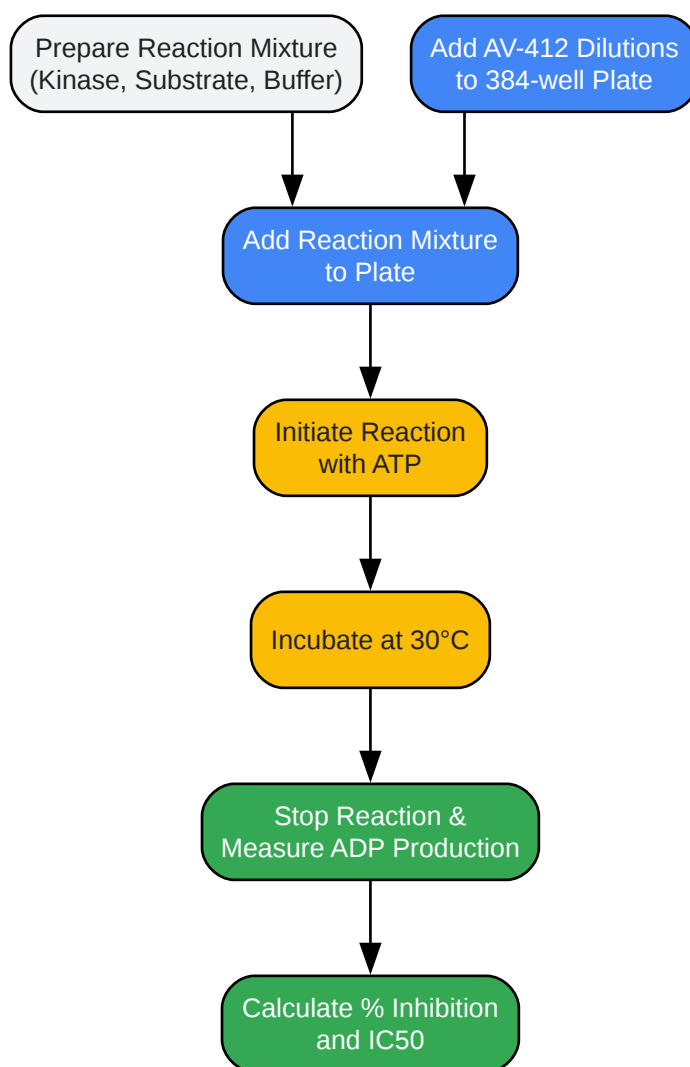 Prepare Reaction Mixture
(Kinase, Substrate, Buffer)
Add AV-412 Dilutions
to 384-well Plate
Add Reaction Mixture
to Plate
Initiate Reaction
with ATP
Incubate at 30°C
Stop Reaction &
Measure ADP Production
Calculate % Inhibition
and IC50